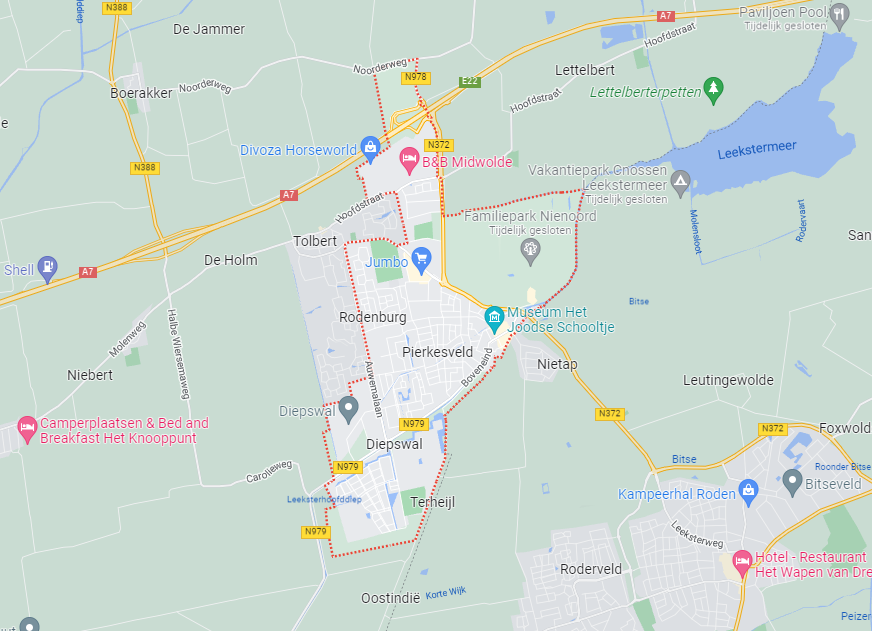 N388
A7
Paviljoen Pool
Tijdelijk gesloten
De Jammer
Hoofdstraat
Noorderweg
N978
E22
Lettelbert
Boerakker
Noorderweg
Lettelberterpetten
Hoofdstraat
e
Divoza Horseworld
N372
B&B Midwolde
Leekstermeer
N388
Vakantiepark Cnossen
Leekstermeer
Tijdelijk gesloten
A7
Hoofdstraat
Familiepark Nienoord
Tijdelijk gesloten
Molensloot
Rodervaart
San
Tolbert
De Holm
Jumbo
Shell
A7
Bitse
Halbe Wiersemaweg
Rodenburg
Museum Het
Joodse Schooltje
Molenweg
Pierkesveld
Boveneind
Nietap
Niebert
Auwemalaan
Leutingewolde
Diepswal
N372
Camperplaatsen & Bed and
Breakfast Het Knooppunt
N979
N372
Foxwold
Diepswal
Carolieweg
N979
Bitse
Roonder Bitse
Bitseveld
Leeksterhoofddiep
Terheijl
Kampeerhal Roden
N979
Leeksterweg
Hotel - Restaurant
Het Wapen van Dre
Roderveld
Oostindië
Korte Wijk
Peizer